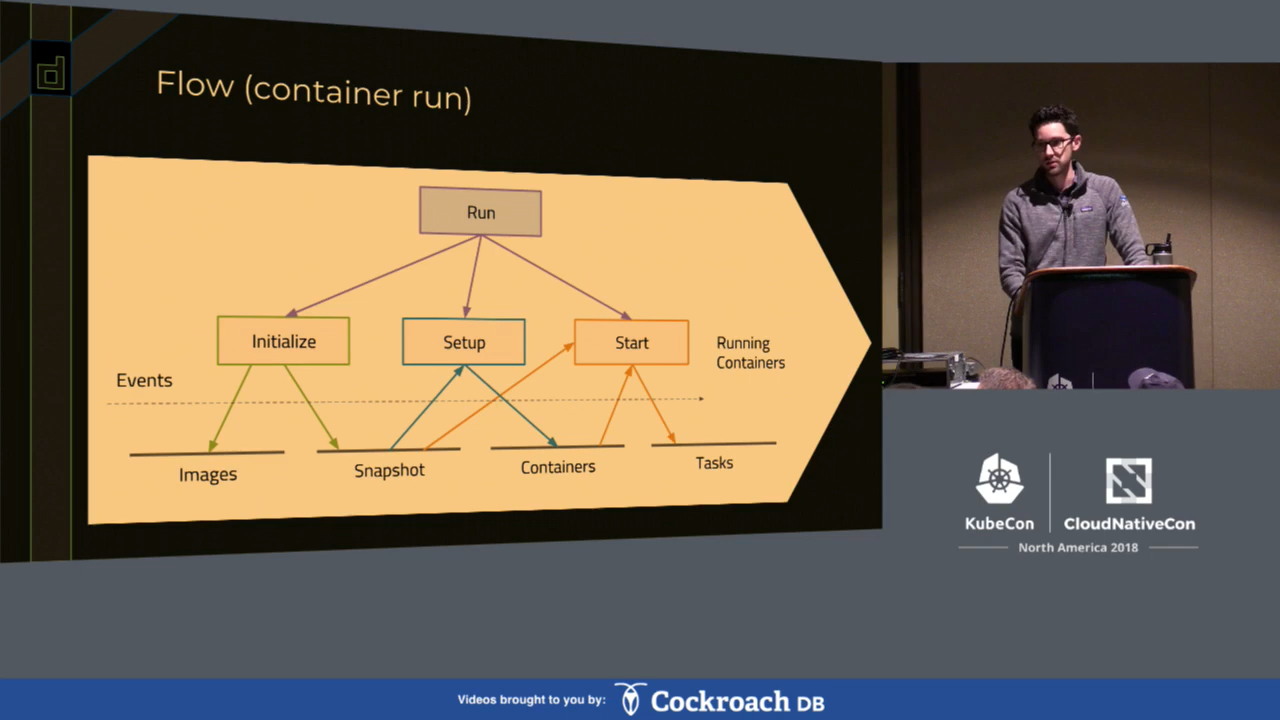 Flow (container run)
Run
Initialize
Setup
Start
Running
Containers
Events
Images
Snapshot
Containers
Tasks
KubeCon
CloudNativeCon
North America 2018
Videos brought to you by:
Cockroach DB